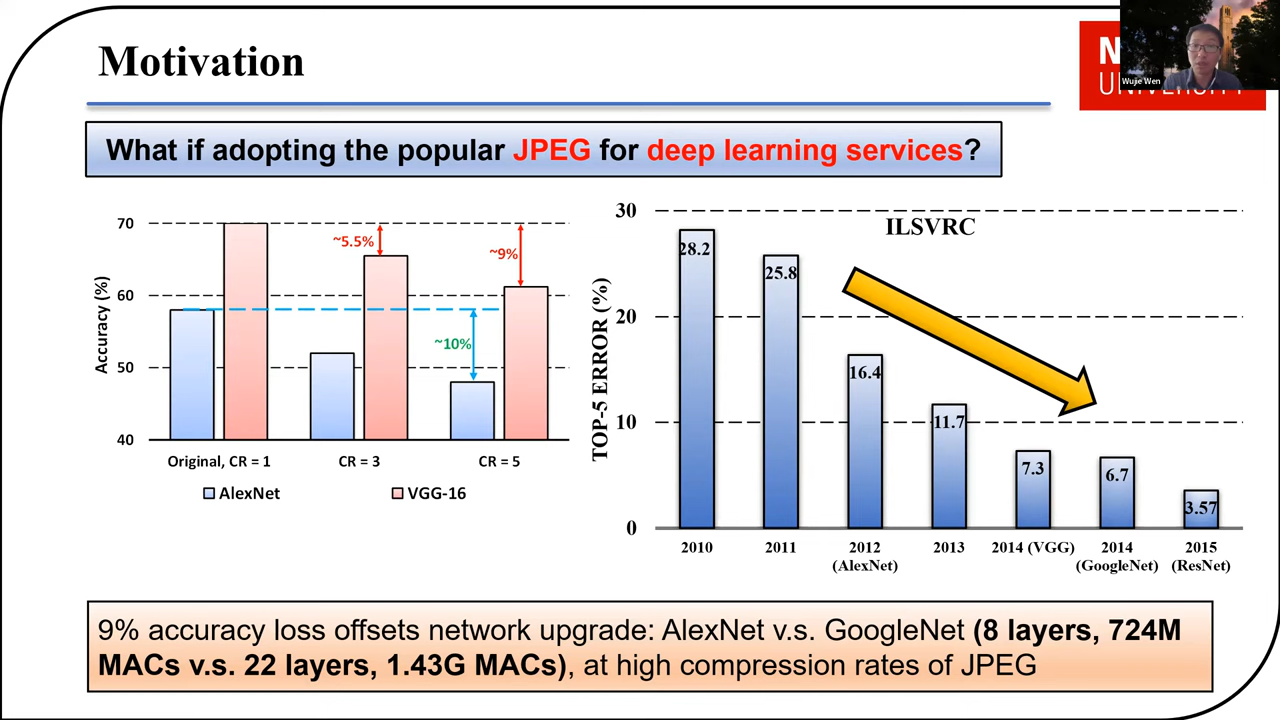 Motivation
N
UNIVERSITY
Wujie Wen
What if adopting the popular JPEG for deep learning services?
70
60
50
40
Accuracy (%)
~5.5%
~9%
~10%
Original, CR = 1
CR = 3
CR = 5
AlexNet
VGG-16
30
20
10
0
TOP-5 ERROR (%)
ILSVRC
28.2
25.8
16.4
11.7
7.3
6.7
3.57
2010
2011
2012
(AlexNet)
2013
2014 (VGG)
2014
(GoogleNet)
2015
(ResNet)
9% accuracy loss offsets network upgrade: AlexNet v.s. GoogleNet (8 layers, 724M
MACs v.s. 22 layers, 1.43G MACs), at high compression rates of JPEG